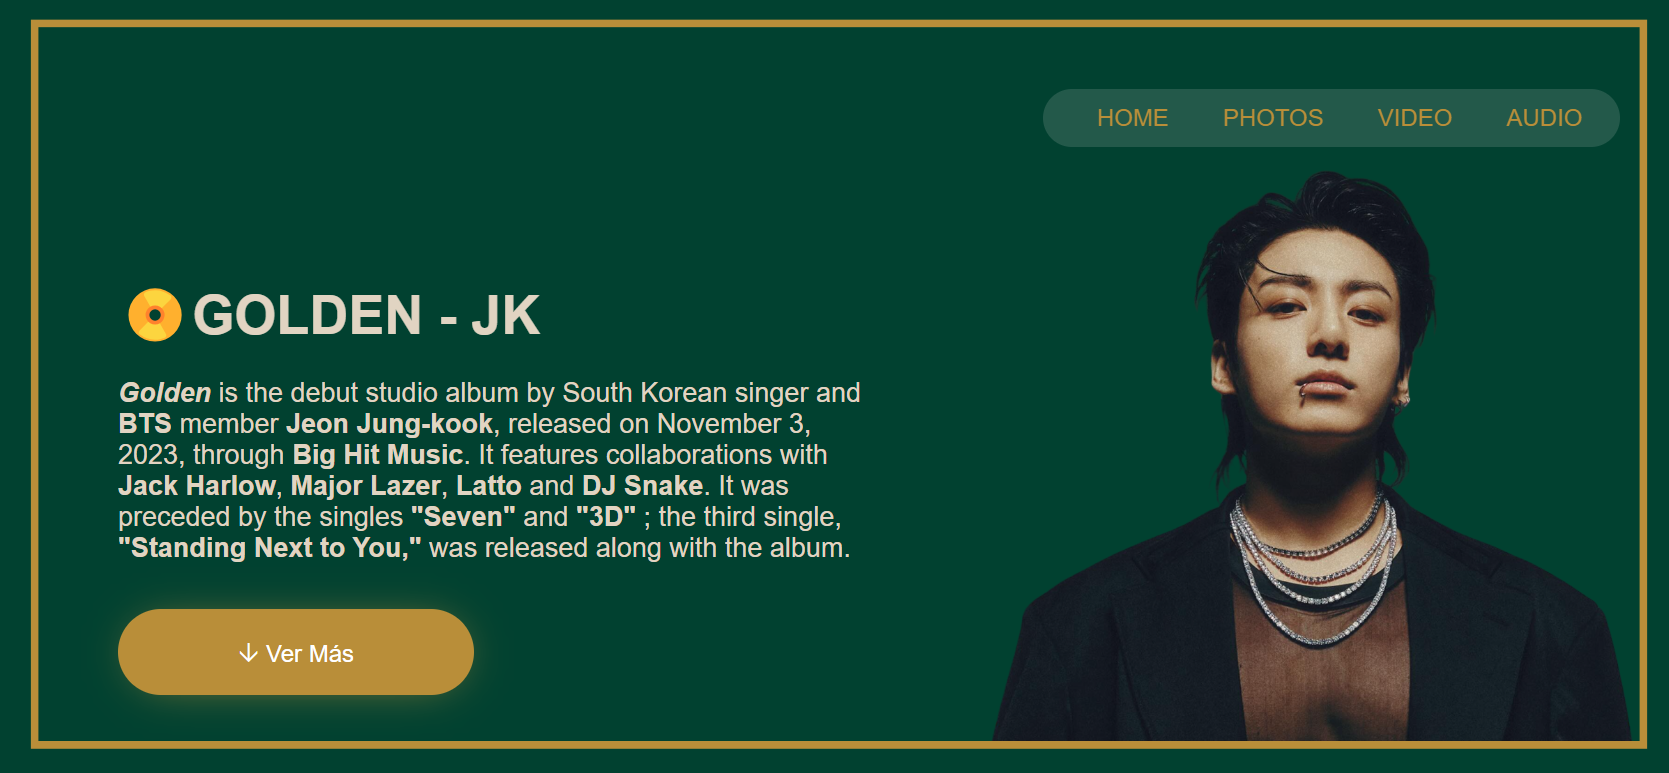 HOME PHOTOS VIDEO AUDIO
GOLDEN - JK
Golden is the debut studio album by South Korean singer and
BTS member Jeon Jung-kook, released on November 3,
2023, through Big Hit Music. It features collaborations with
Jack Harlow, Major Lazer, Latto and DJ Snake. It was
preceded by the singles "Seven" and "3D" ; the third single,
"Standing Next to You," was released along with the album.
↓ Ver Más